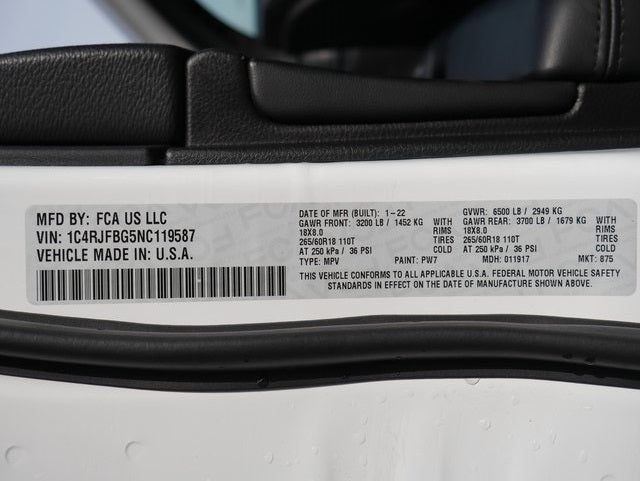 MFD BY: FCA US LLC
VIN: 1C4RJFBG5NC119587
VEHICLE MADE IN: U.S.A.
DATE OF MFR (BUILT): 1-22 GVWR: 6500 LB / 2949 KG
GAWR FRONT: 3200 LB / 1452 KG WITH GAWR REAR: 3700 LB / 1679 KG WITH
18X8.0 RIMS 18X8.0 RIMS
265/60R18 110T TIRES 265/60R18 110T TIRES
AT 250 kPa / 36 PSI COLD AT 250 kPa / 36 PSI COLD
TYPE: MPV PAINT: PW7 MDH: 011917 MKT: 875
THIS VEHICLE CONFORMS TO ALL APPLICABLE U.S.A. FEDERAL MOTOR VEHICLE SAFETY
STANDARDS IN EFFECT ON THE DATE OF MANUFACTURE SHOWN ABOVE